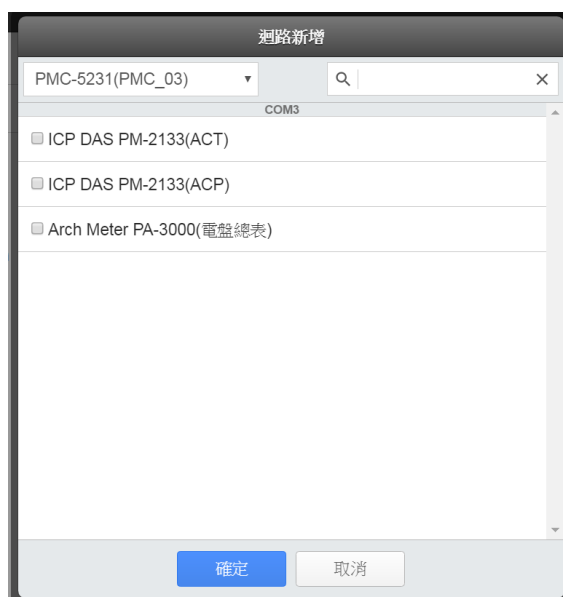 迴路新增
PMC-5231(PMC_03)
COM3
ICP DAS PM-2133(ACT)
ICP DAS PM-2133(ACP)
Arch Meter PA-3000(電盤總表)
確定
取消